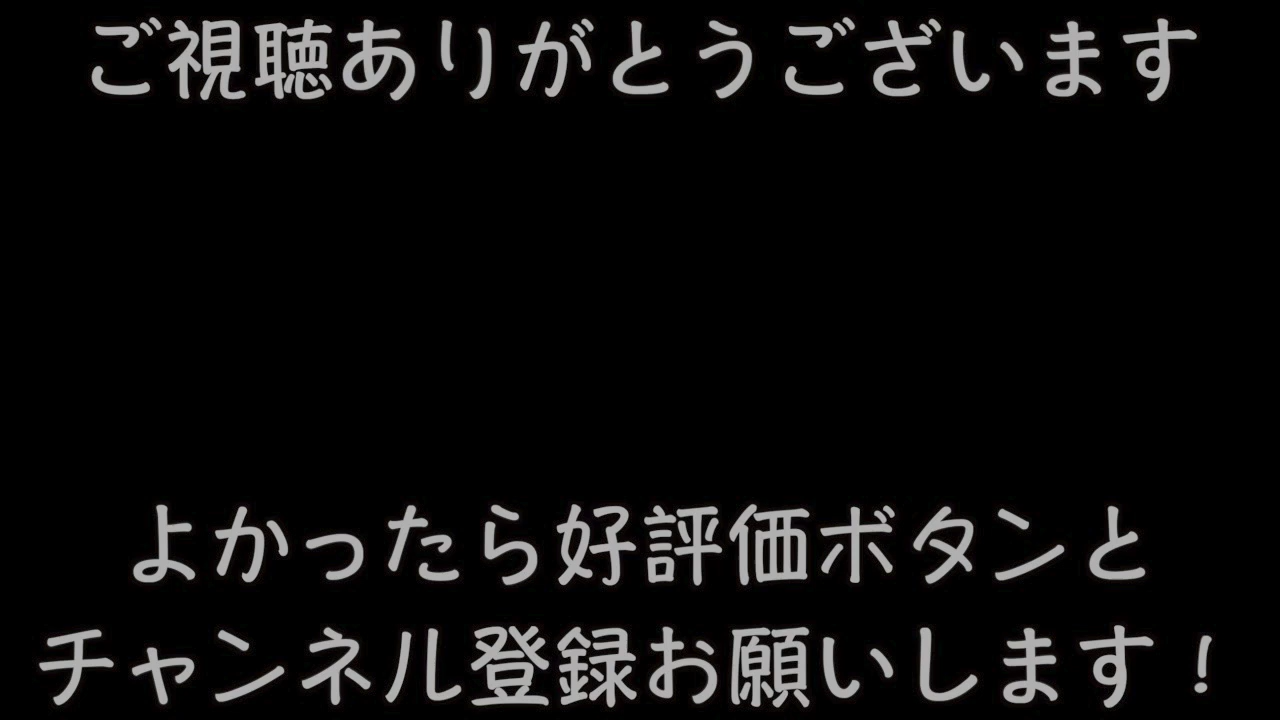 ご視聴ありがとうございます
よかったら好評価ボタンと
チャンネル登録お願いします！